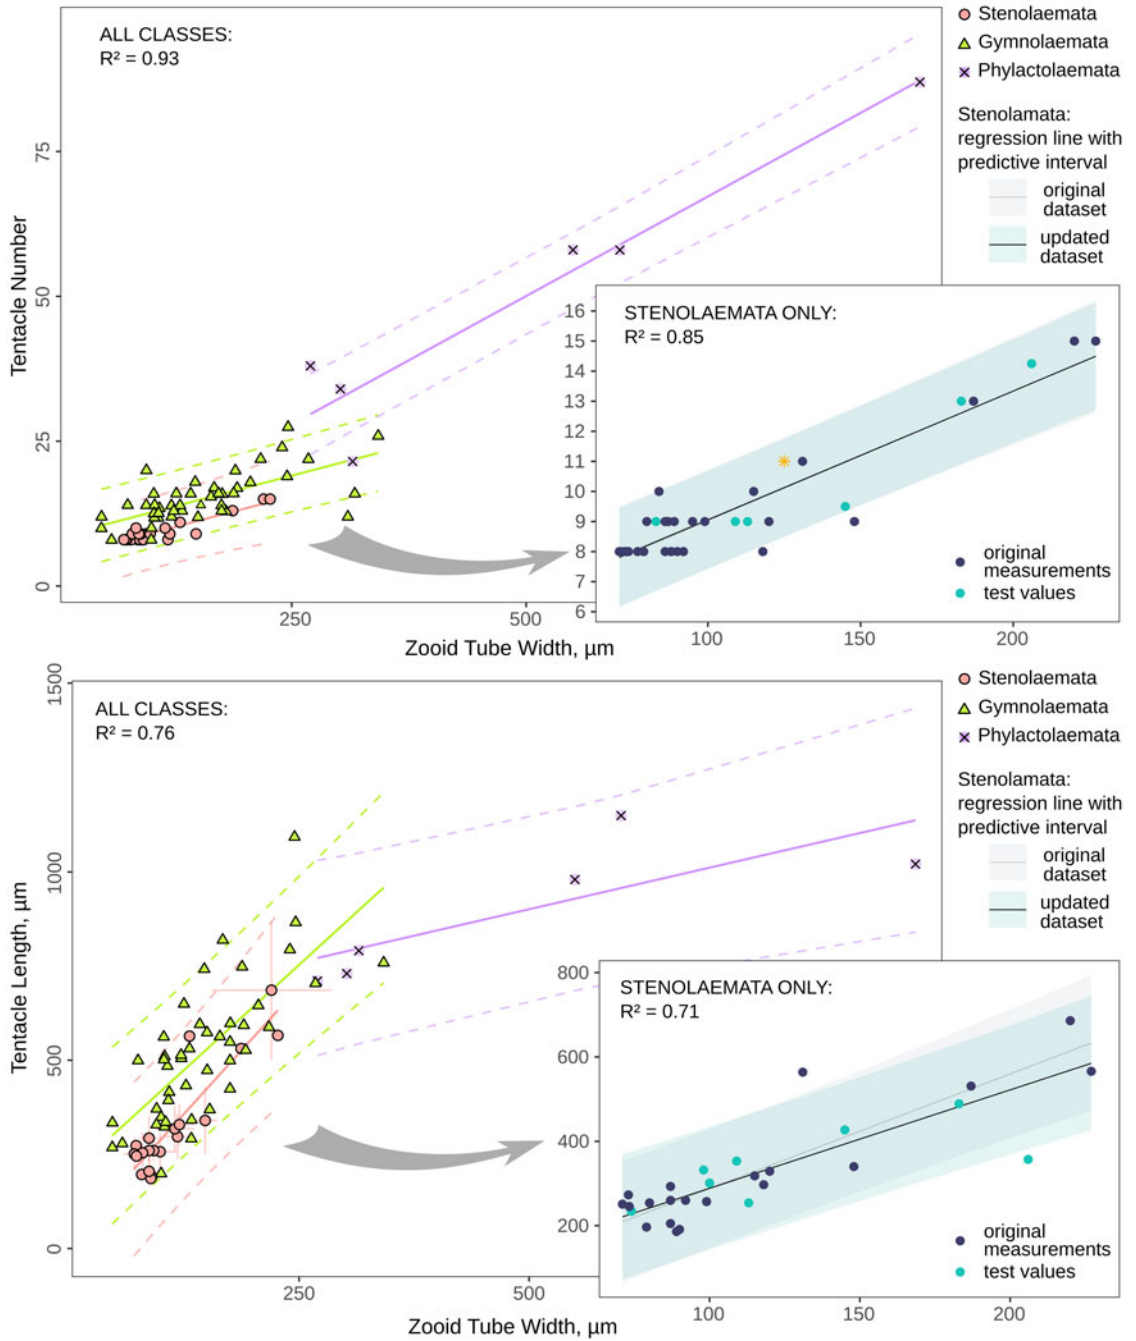 ALL CLASSES:
R² = 0.93
Stenolaemata
Gymnolaemata
Phylactolaemata
Stenolamata:
regression line with
predictive interval
original
dataset
updated
dataset
Tentacle Number
75
50
25
0
STENOLAEMATA ONLY:
R² = 0.85
16
15
14
13
12
11
10
9
8
7
6
original
measurements
test values
250
500
100
150
200
Zooid Tube Width, µm
ALL CLASSES:
R² = 0.76
Stenolaemata
Gymnolaemata
Phylactolaemata
Stenolamata:
regression line with
predictive interval
original
dataset
updated
dataset
Tentacle Length, µm
1500
1000
500
0
STENOLAEMATA ONLY:
R² = 0.71
800
600
400
200
original
measurements
test values
250
500
100
150
200
Zooid Tube Width, µm